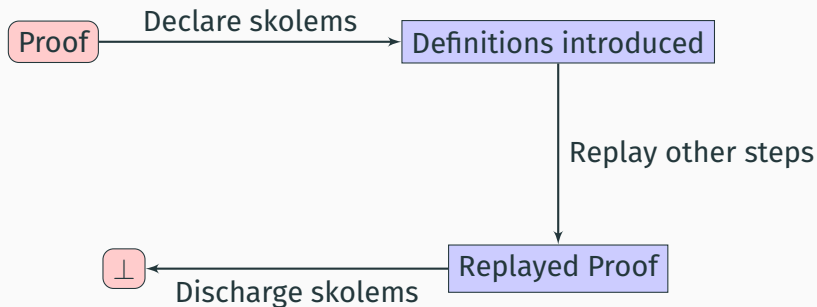 Declare skolems
Proof
Definitions introduced
Replay other steps
Replayed Proof
⊥
Discharge skolems